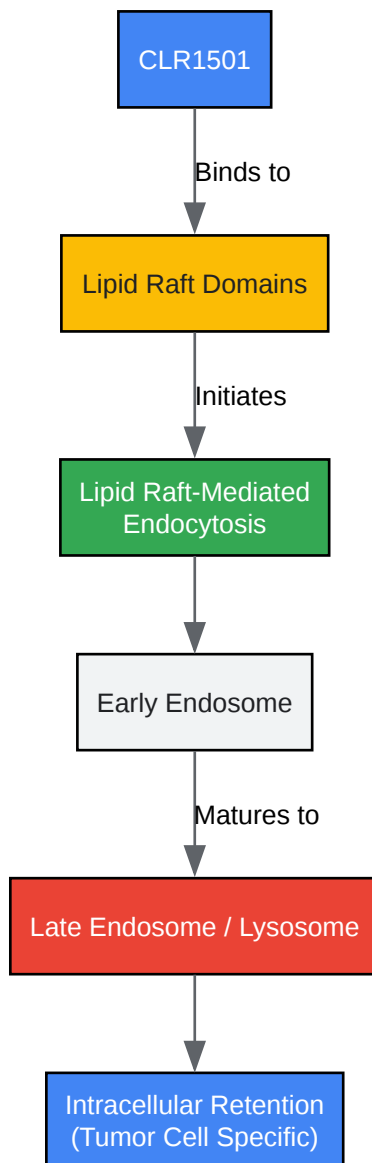 CLR1501
Binds to
Lipid Raft Domains
Initiates
Lipid Raft-Mediated
Endocytosis
Early Endosome
Matures to
Late Endosome / Lysosome
Intracellular Retention
(Tumor Cell Specific)